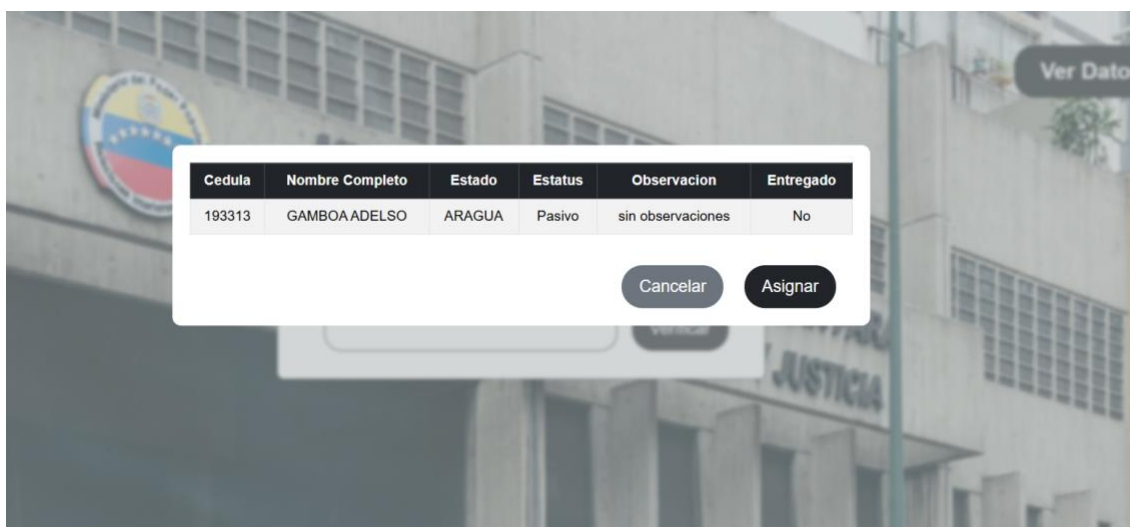 Ver Dato
Cedula Nombre Completo Estado Estatus Observacion Entregado
193313 GAMBOA ADELSO ARAGUA Pasivo sin observaciones No
Cancelar Asignar
Verificar
JUSTICIA